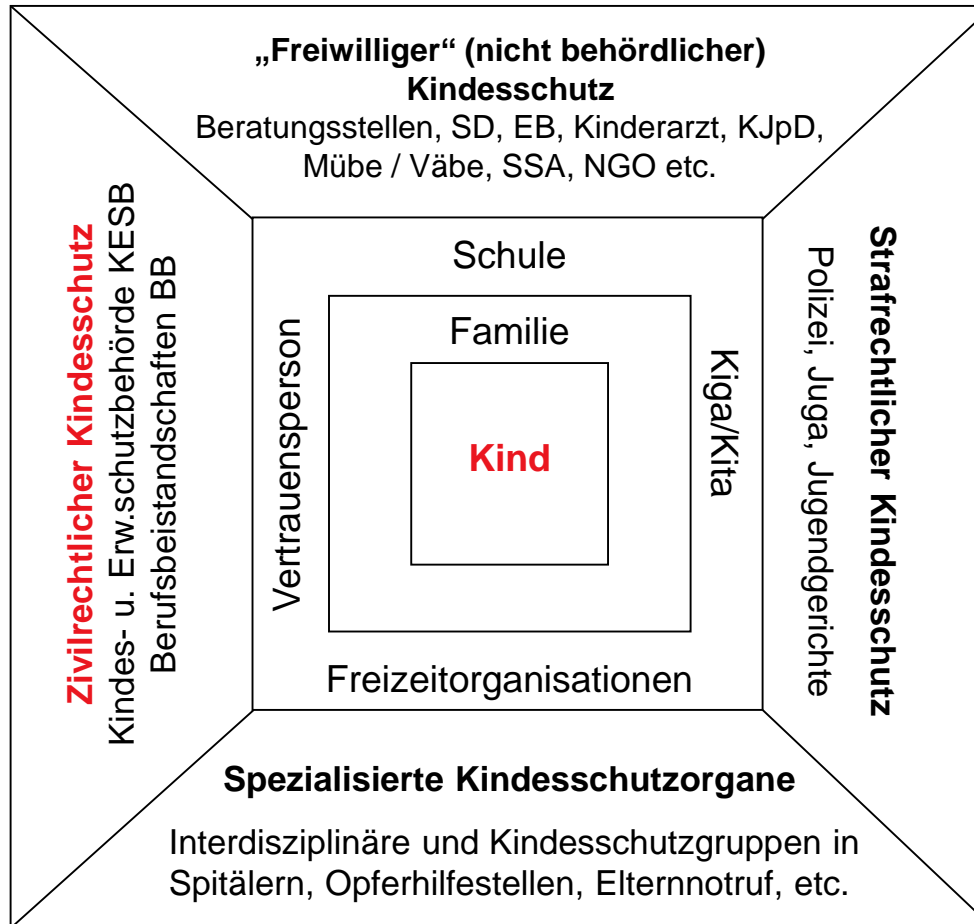 „Freiwilliger“ (nicht behördlicher)
Kindesschutz
Beratungsstellen, SD, EB, Kinderarzt, KJpD,
Mübe / Väbe, SSA, NGO etc.
Zivilrechtlicher Kindesschutz
Kindes- u. Erw.schutzbehörde KESB
Berufsbeistandschaften BB
Schule
Vertrauensperson
Familie
Kind
Kiga/Kita
Freizeitorganisationen
Strafrechtlicher Kindesschutz
Polizei, Juga, Jugendgerichte
Spezialisierte Kindesschutzorgane
Interdisziplinäre und Kindesschutzgruppen in
Spitälern, Opferhilfestellen, Elternnotruf, etc.